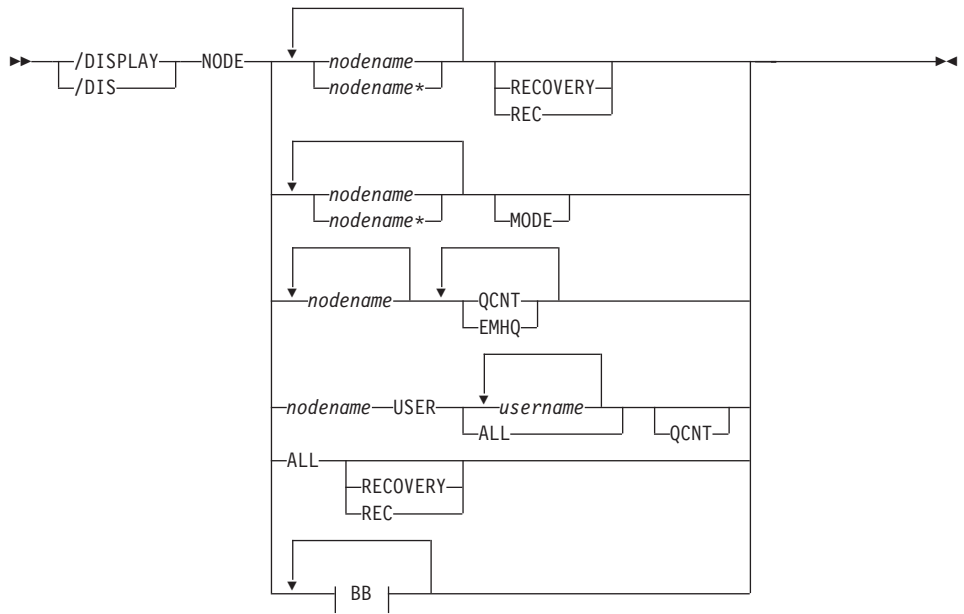 /DISPLAY NODE nodename
/DIS nodename* RECOVERY
REC
nodename
nodename* MODE
nodename QCNT
EMHQ
nodename USER username
ALL QCNT
ALL
RECOVERY
REC
BB